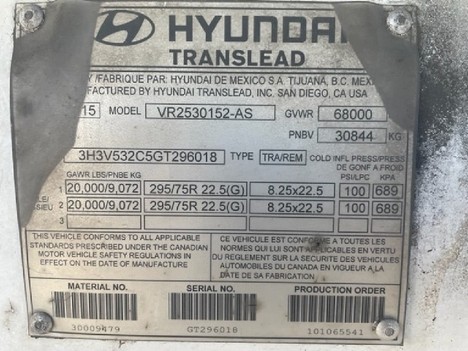 HYUNDAI
TRANSLEAD
Y / FABRIQUE PAR: HYUNDAI DE MEXICO S.A. TIJUANA, B.C. MEX
FACTURED BY HYUNDAI TRANSLEAD, INC. SAN DIEGO, CA USA
15 MODEL VR2530152-AS GVWR 68000
PNBV 30844 KG
3H3V532C5GT296018 TYPE TRA/REM COLD INFL PRESS/PRESS
DE GONF A FROID
GAWR LBS/PNBE KG PSI/LPC KPA
1 20,000/9,072 295/75R 22.5(G) 8.25x22.5 100 689
2 20,000/9,072 295/75R 22.5(G) 8.25x22.5 100 689
3
THIS VEHICLE CONFORMS TO ALL APPLICABLE
STANDARDS PRESCRIBED UNDER THE CANADIAN
MOTOR VEHICLE SAFETY REGULATIONS IN
EFFECT ON THE DATE OF MANUFACTURE
CE VEHICULE EST CONFORME A TOUTES LES
NORMES QUI LUI SONT APPLICABLES EN VERTU
DU REGLEMENT SUR LA SECURITE DES VEHICULES
AUTOMOBILES DU CANADA EN VIGUEUR A LA
DATE DE SA FABRICATION.
MATERIAL NO. SERIAL NO. PRODUCTION ORDER
30009479 GT296018 101065541